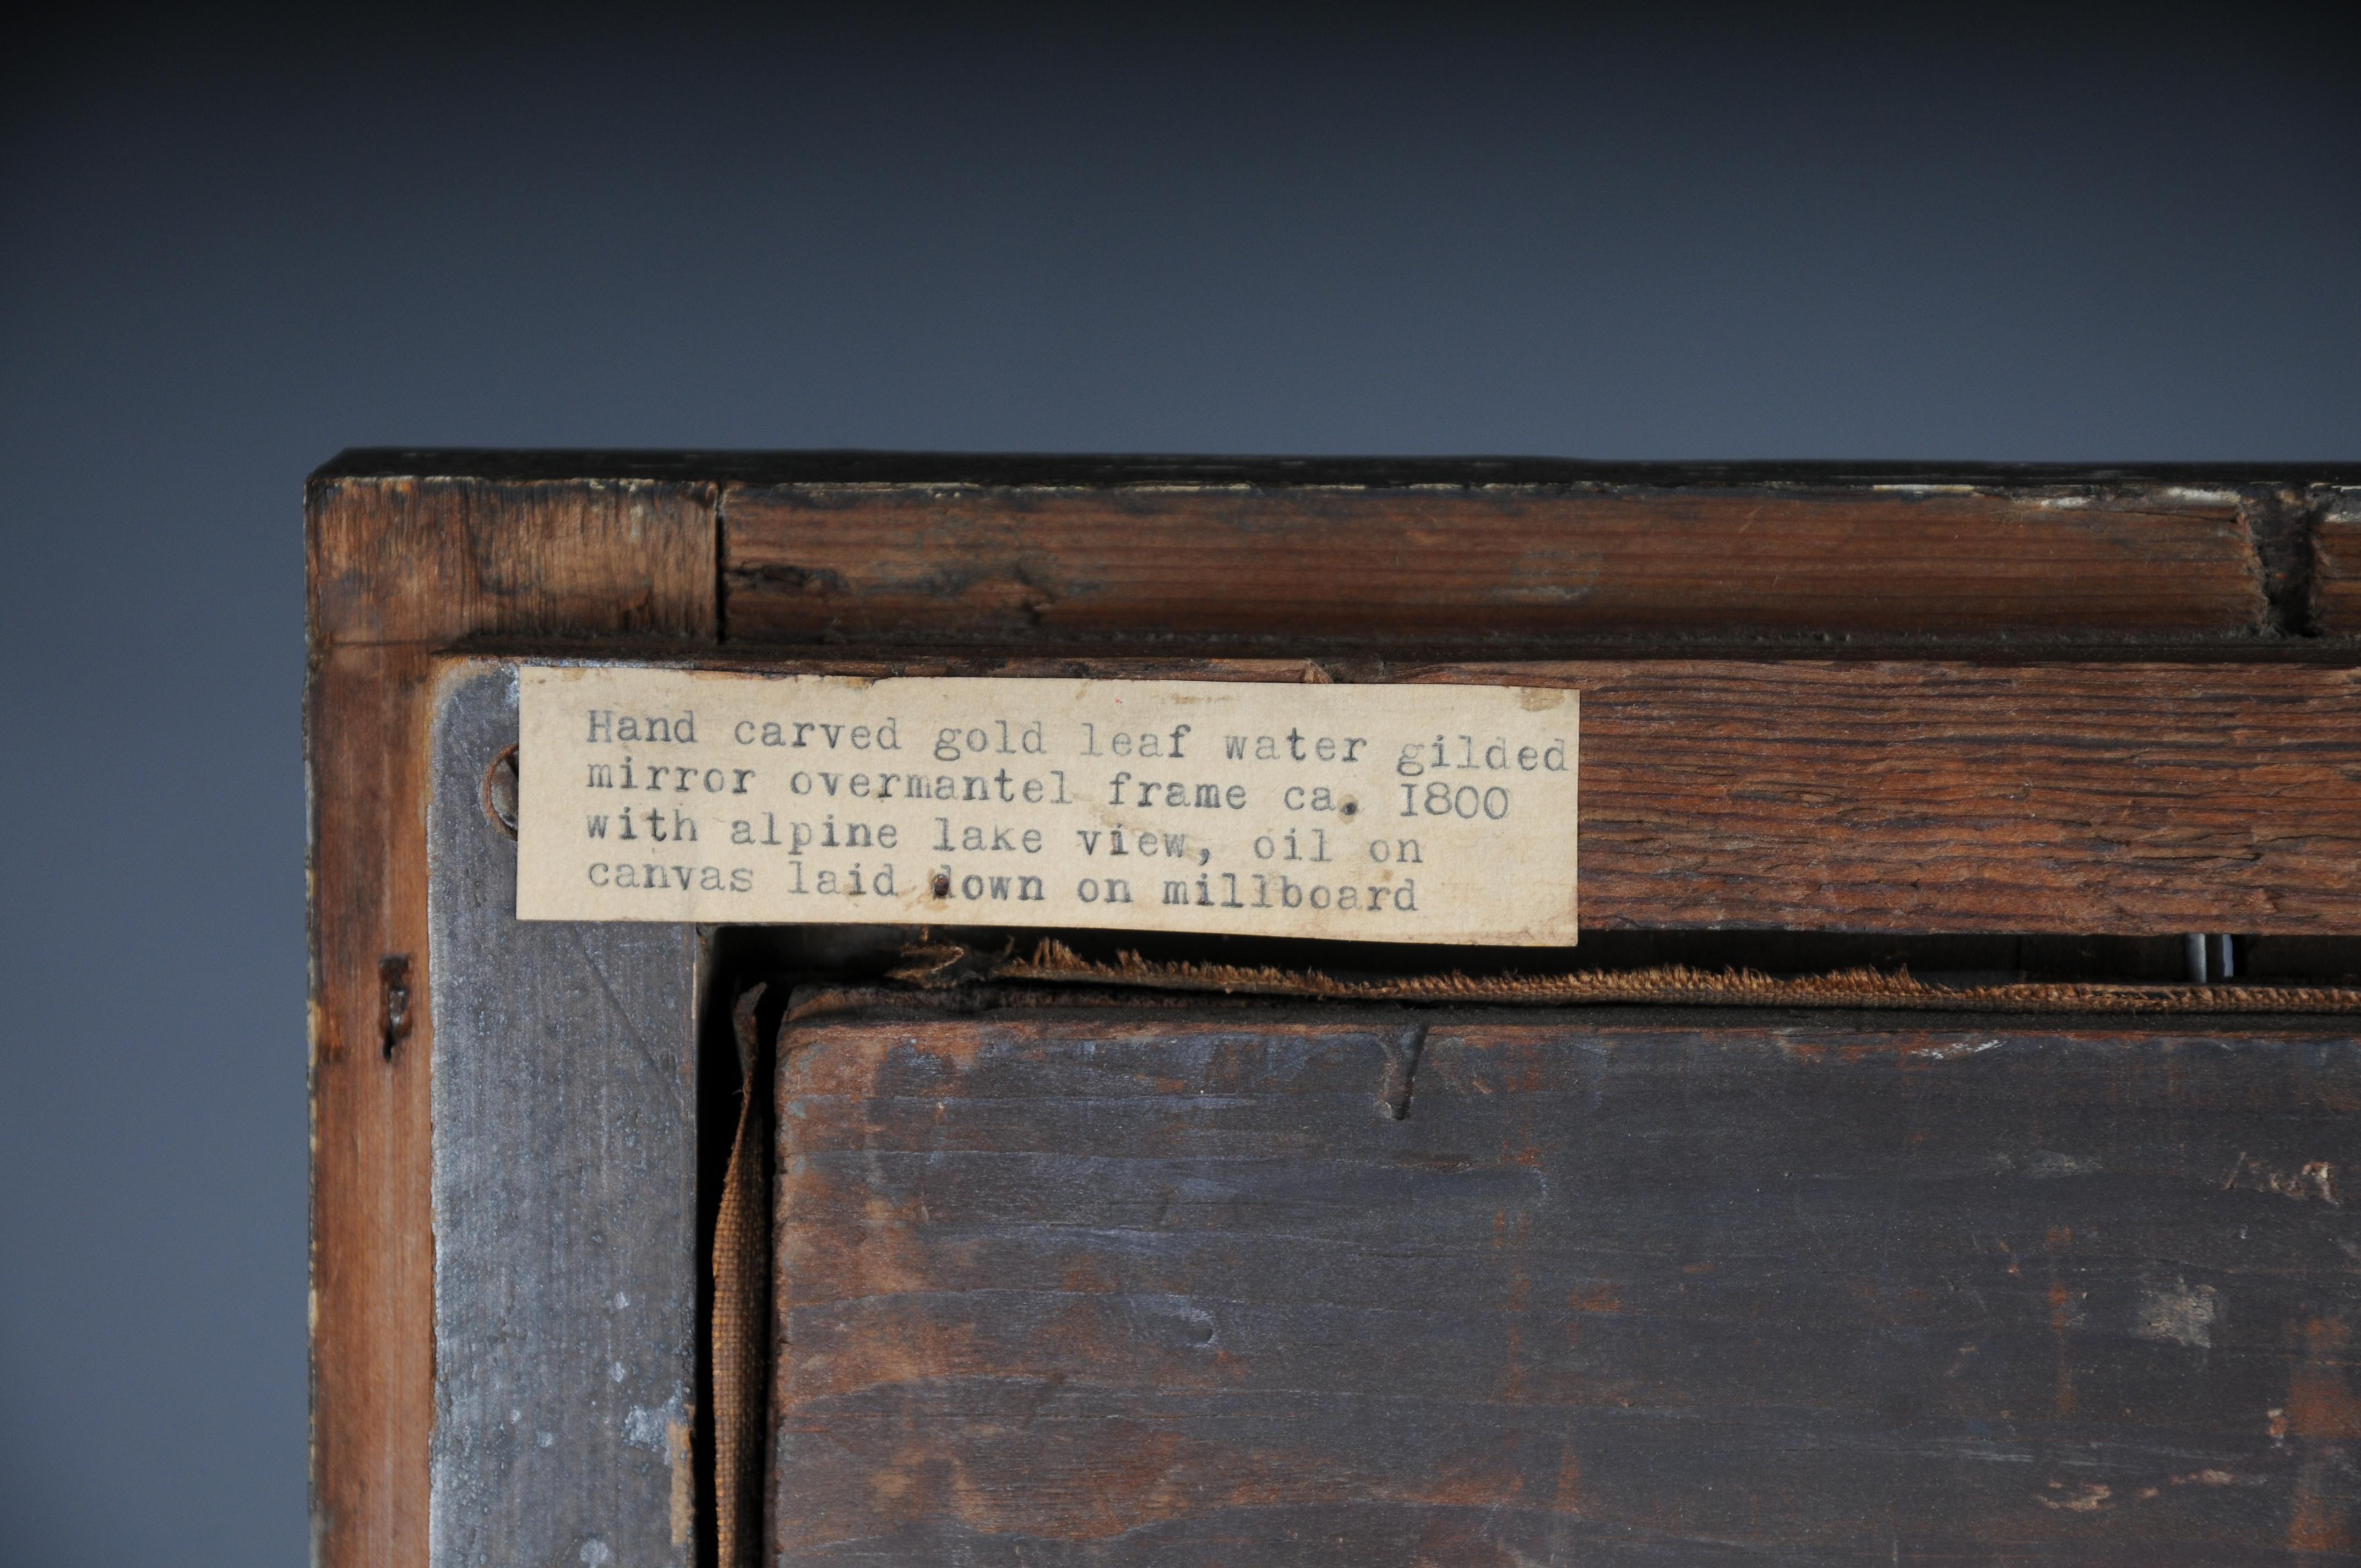 Hand carved gold leaf water gilded
mirror overmantel frame ca. 1800
with alpine lake view, oil on
canvas laid down on millboard